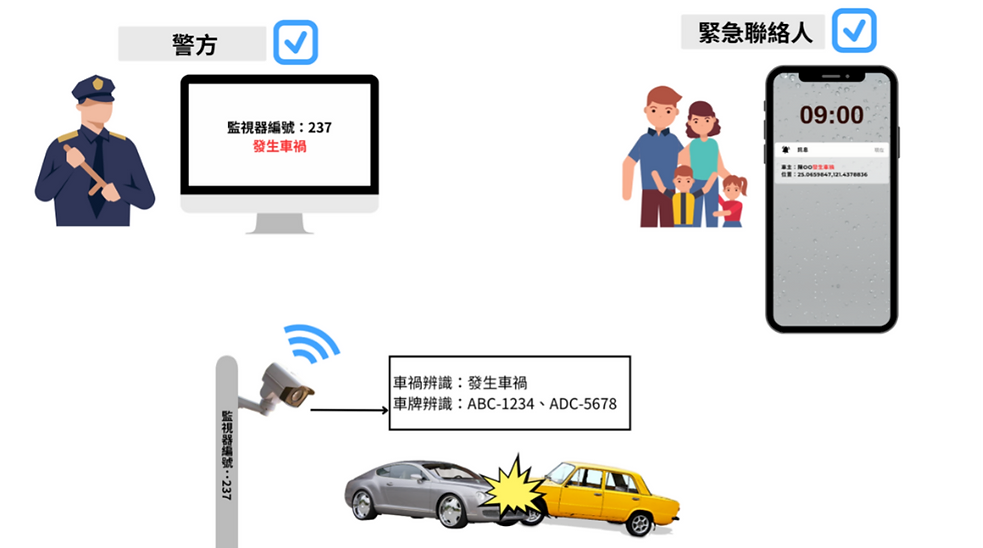 警方
緊急聯絡人
監視器編號：237
發生車禍
09:00
訊息
現在
車主：陳OO發生車禍
位置：25.0659847,121.4378836
車禍辨識：發生車禍
車牌辨識：ABC-1234、ADC-5678
監視器編號：237